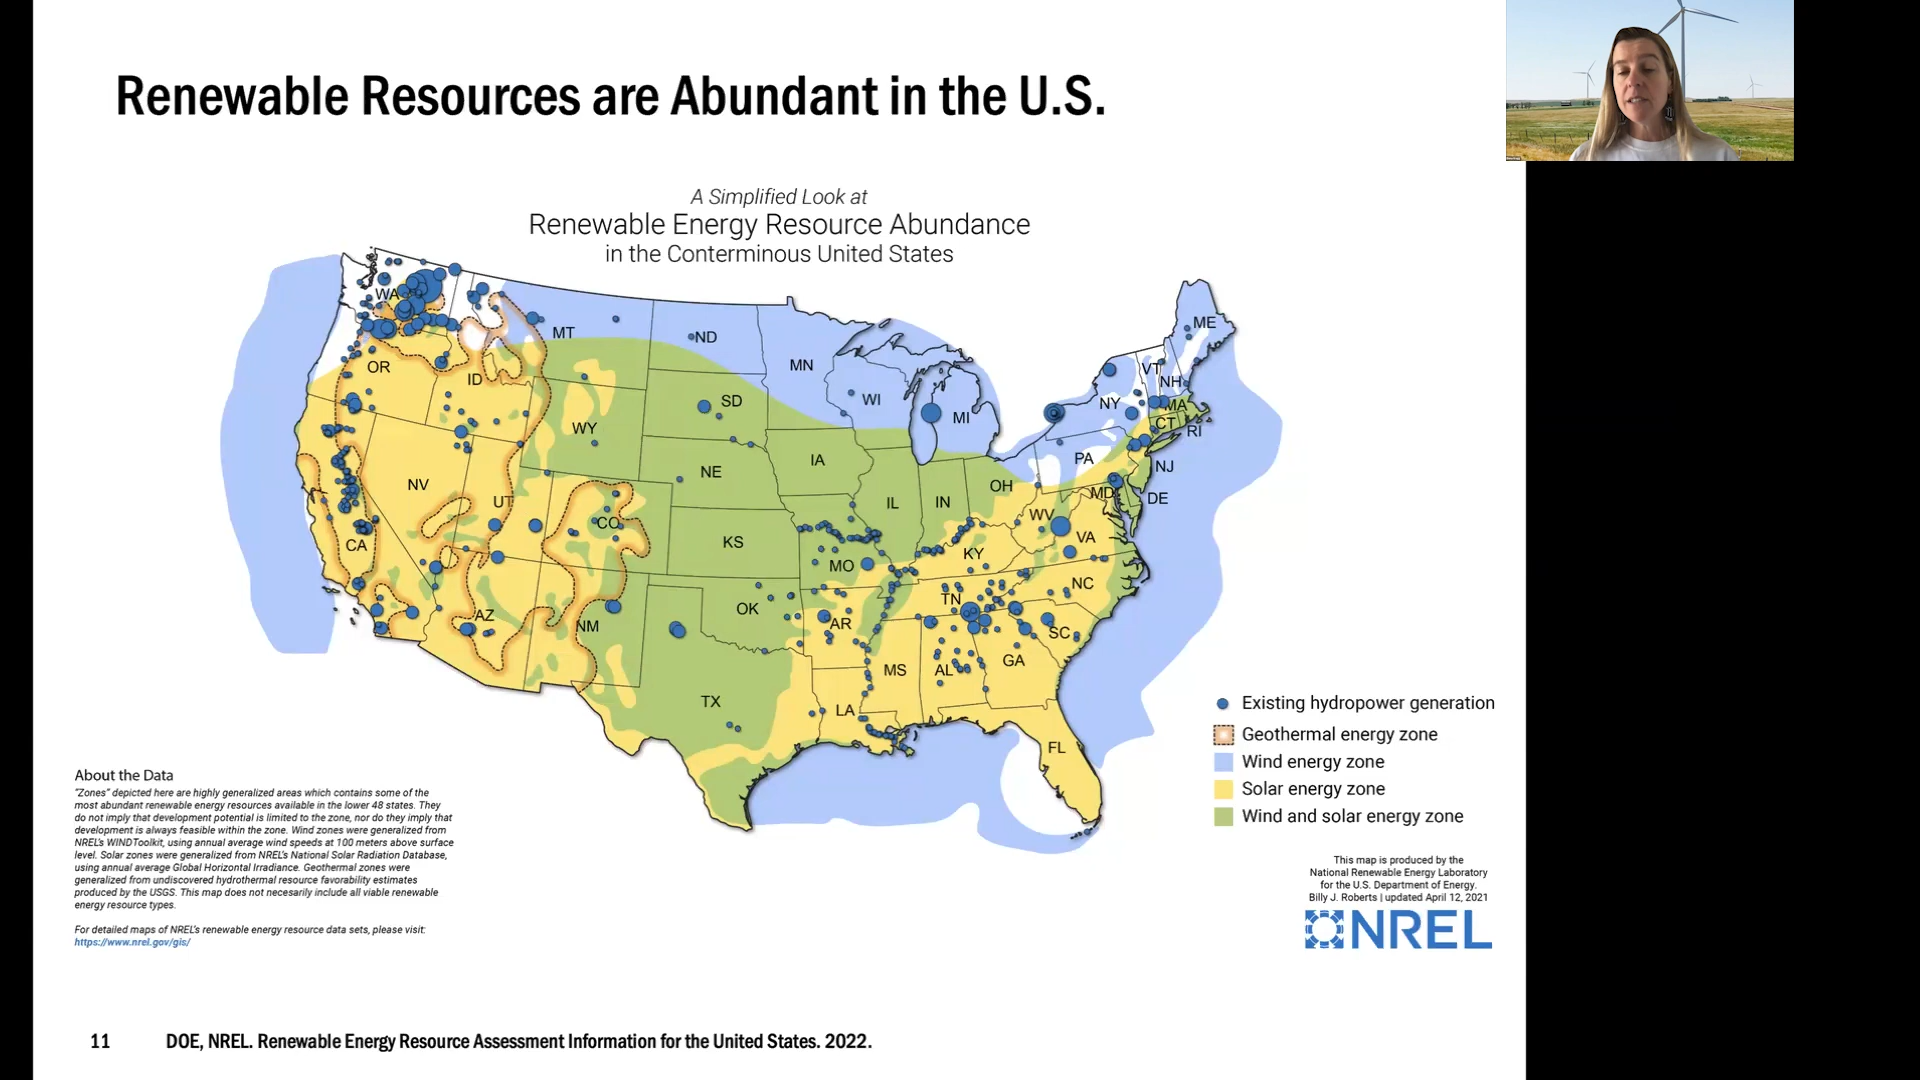 Renewable Resources are Abundant in the U.S.
A Simplified Look at
Renewable Energy Resource Abundance
in the Conterminous United States
WA
MT
ND
MN
ME
OR
ID
SD
WI
MI
VT
NH
NY
MA
CT
RI
WY
IA
NE
PA
NJ
NV
UT
IL
IN
OH
MD
DE
CO
WV
CA
KS
MO
KY
VA
AZ
NM
OK
AR
TN
NC
SC
TX
MS
AL
GA
LA
FL
Existing hydropower generation
Geothermal energy zone
Wind energy zone
Solar energy zone
Wind and solar energy zone
About the Data
"Zones" depicted here are highly generalized areas which contains some of the
most abundant renewable energy resources available in the lower 48 states. They
do not imply that development potential is limited to the zone, nor do they imply that
development is always feasible within the zone. Wind zones were generalized from
NREL's WINDToolkit, using annual average wind speeds at 100 meters above surface
level. Solar zones were generalized from NREL's National Solar Radiation Database,
using annual average Global Horizontal Irradiance. Geothermal zones were
generalized from undiscovered hydrothermal resource favorability estimates
produced by the USGS. This map does not necesarily include all viable renewable
energy resource types.
For detailed maps of NREL's renewable energy resource data sets, please visit:
https://www.nrel.gov/gis/
This map is produced by the
National Renewable Energy Laboratory
for the U.S. Department of Energy.
Billy J. Roberts | updated April 12, 2021
NREL
11
DOE, NREL. Renewable Energy Resource Assessment Information for the United States. 2022.